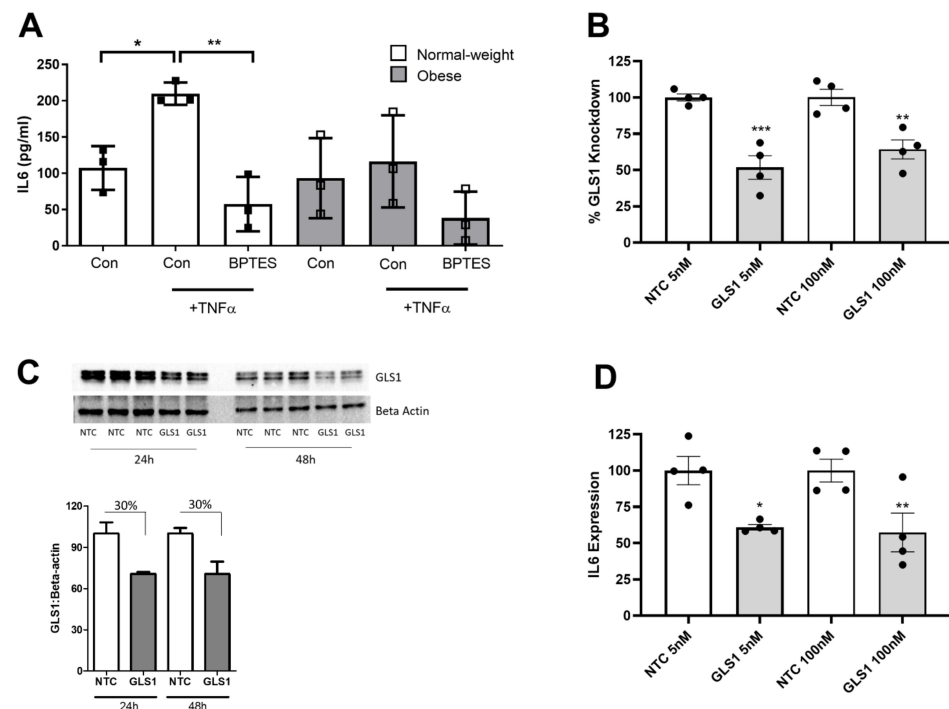 A
* **
Normal-weight
Obese
IL6 (pg/ml)
250
200
150
100
50
0
Con Con BPTES Con Con BPTES
+TNFα +TNFα
B
% GLS1 Knockdown
125
100
75
50
25
0
***
**
NTC 5nM
GLS1 5nM
NTC 100nM
GLS1 100nM
C
GLS1
Beta Actin
NTC NTC NTC GLS1 GLS1 NTC NTC NTC GLS1 GLS1
24h 48h
30% 30%
GLS1:Beta-actin
120
90
60
30
0
NTC GLS1 NTC GLS1
24h 48h
D
IL6 Expression
125
100
75
50
25
0
*
**
NTC 5nM
GLS1 5nM
NTC 100nM
GLS1 100nM